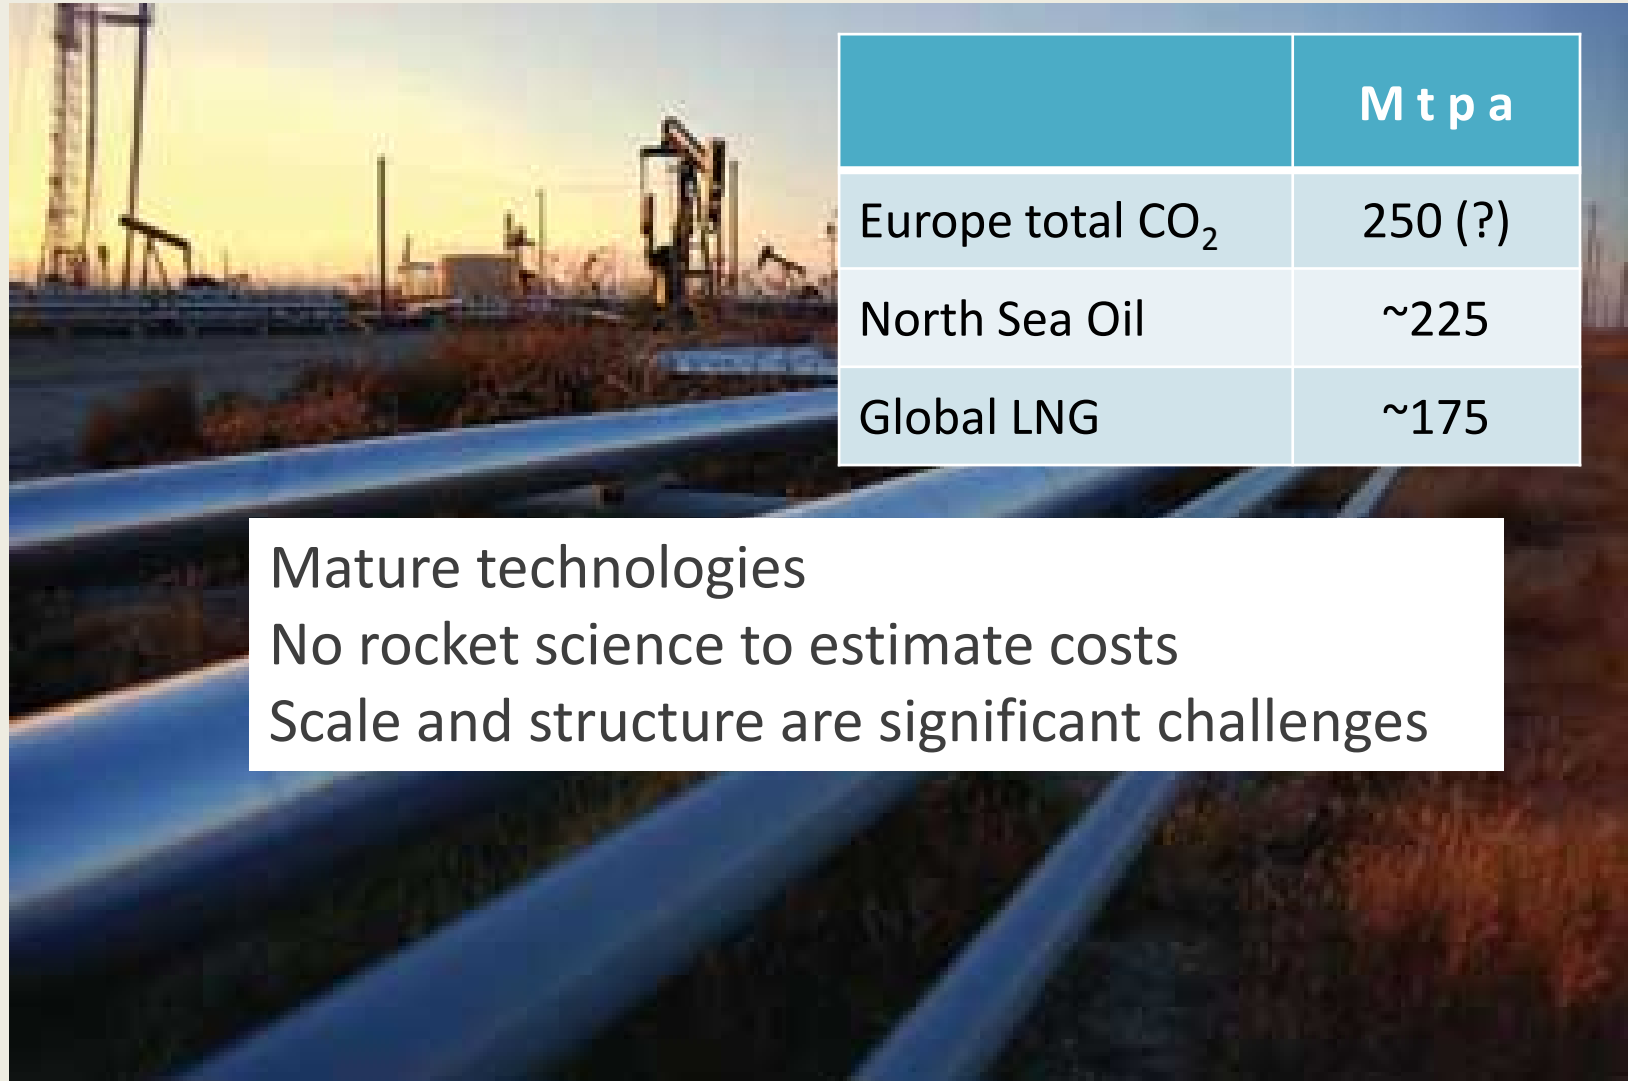 M t p a
Europe total CO₂ 250 (?)
North Sea Oil ~225
Global LNG ~175
Mature technologies
No rocket science to estimate costs
Scale and structure are significant challenges